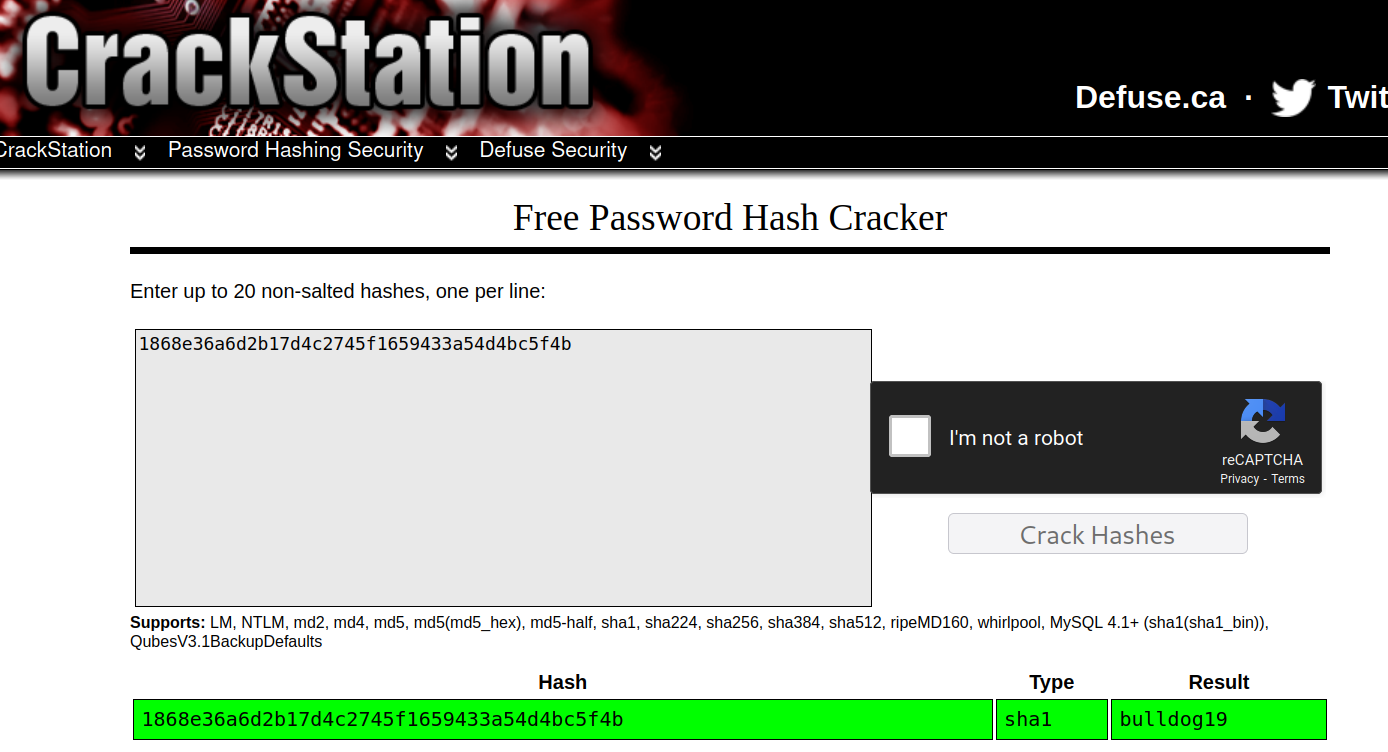 CrackStation
Defuse.ca · Twit
CrackStation Password Hashing Security Defuse Security
Free Password Hash Cracker
Enter up to 20 non-salted hashes, one per line:
1868e36a6d2b17d4c2745f1659433a54d4bc5f4b
I'm not a robot
reCAPTCHA
Privacy - Terms
Crack Hashes
Supports: LM, NTLM, md2, md4, md5, md5(md5_hex), md5-half, sha1, sha224, sha256, sha384, sha512, ripeMD160, whirlpool, MySQL 4.1+ (sha1(sha1_bin)),
QubesV3.1BackupDefaults
Hash Type Result
1868e36a6d2b17d4c2745f1659433a54d4bc5f4b sha1 bulldog19